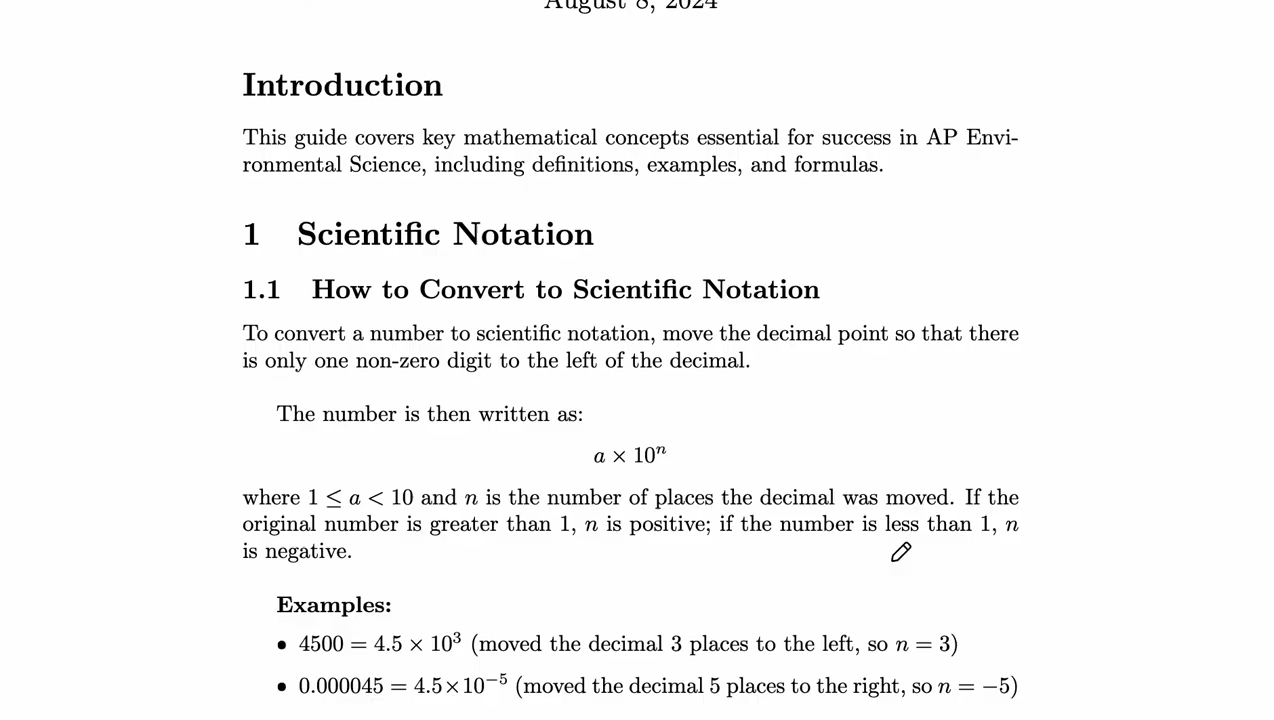 August 8, 2024
Introduction
This guide covers key mathematical concepts essential for success in AP Envi-
ronmental Science, including definitions, examples, and formulas.
1 Scientific Notation
1.1 How to Convert to Scientific Notation
To convert a number to scientific notation, move the decimal point so that there
is only one non-zero digit to the left of the decimal.
The number is then written as:
a × 10ⁿ
where 1 ≤ a < 10 and n is the number of places the decimal was moved. If the
original number is greater than 1, n is positive; if the number is less than 1, n
is negative.
Examples:
• 4500 = 4.5 × 10³ (moved the decimal 3 places to the left, so n = 3)
• 0.000045 = 4.5×10⁻⁵ (moved the decimal 5 places to the right, so n = −5)